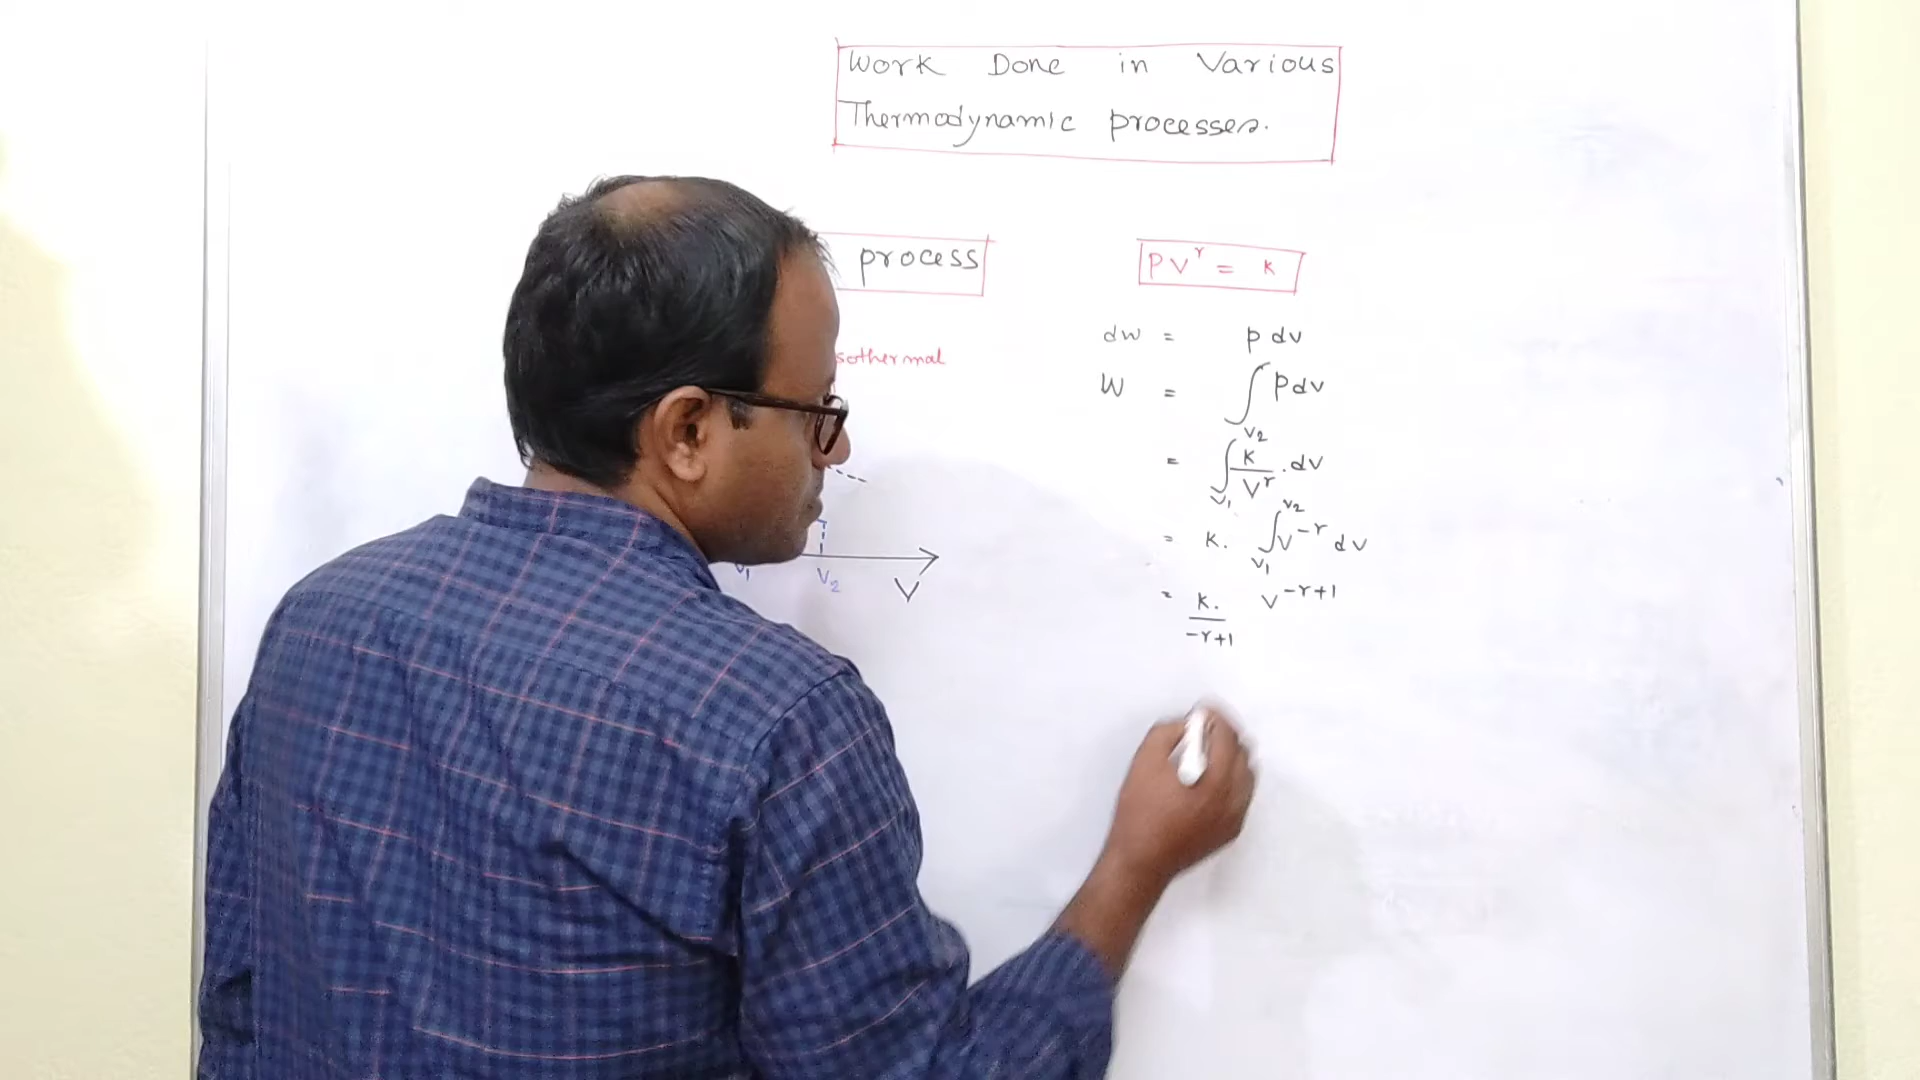 Work Done in Various
Thermodynamic processes.
process
PV^r = K
sothermal
dw = p dv
W = ∫ p dv
= ∫_{V1}^{V2} K/V^r . dv
= K. ∫_{V1}^{V2} V^{-r} dv
= K./{-r+1} V^{-r+1}
V1 V2 V